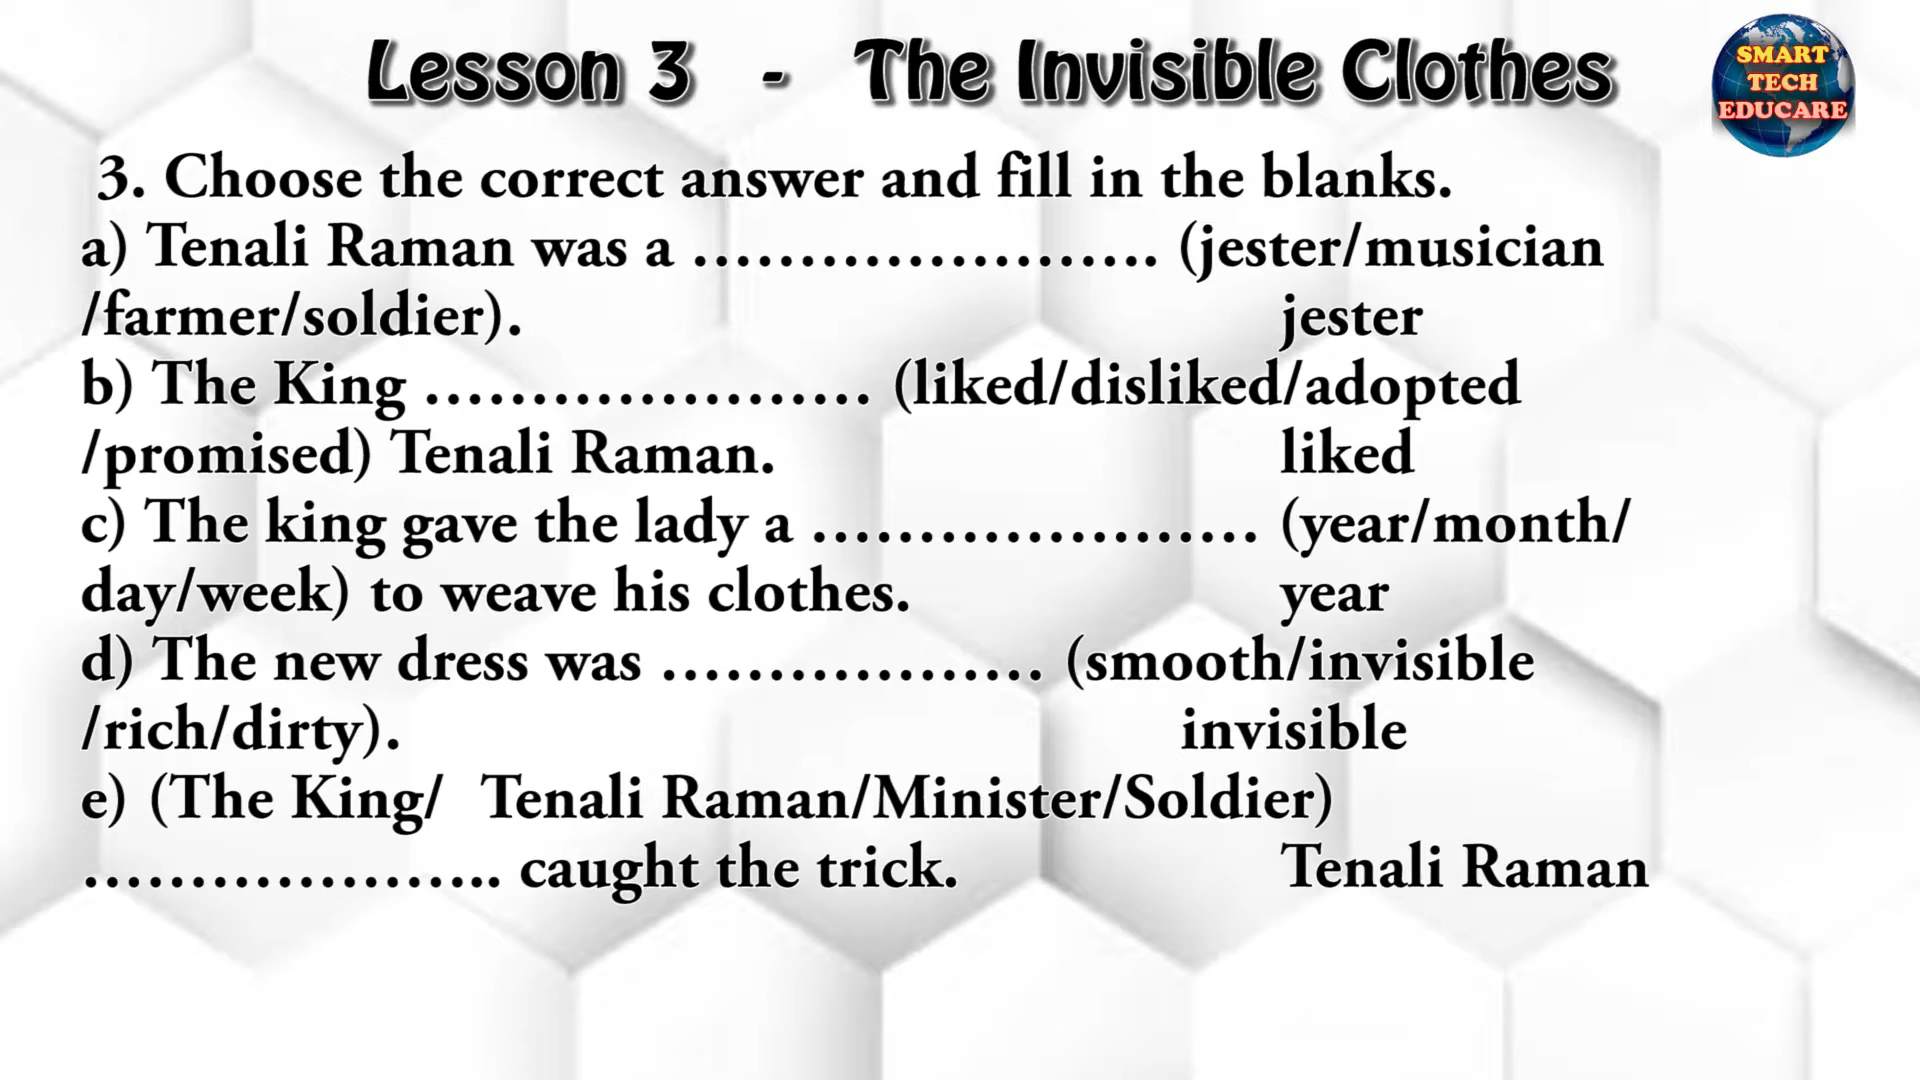 Lesson 3 - The Invisible Clothes
SMART
TECH
EDUCARE
3. Choose the correct answer and fill in the blanks.
a) Tenali Raman was a ...................... (jester/musician
/farmer/soldier). jester
b) The King ..................... (liked/disliked/adopted
/promised) Tenali Raman. liked
c) The king gave the lady a ..................... (year/month/
day/week) to weave his clothes. year
d) The new dress was .................. (smooth/invisible
/rich/dirty). invisible
e) (The King/ Tenali Raman/Minister/Soldier)
.................... caught the trick. Tenali Raman